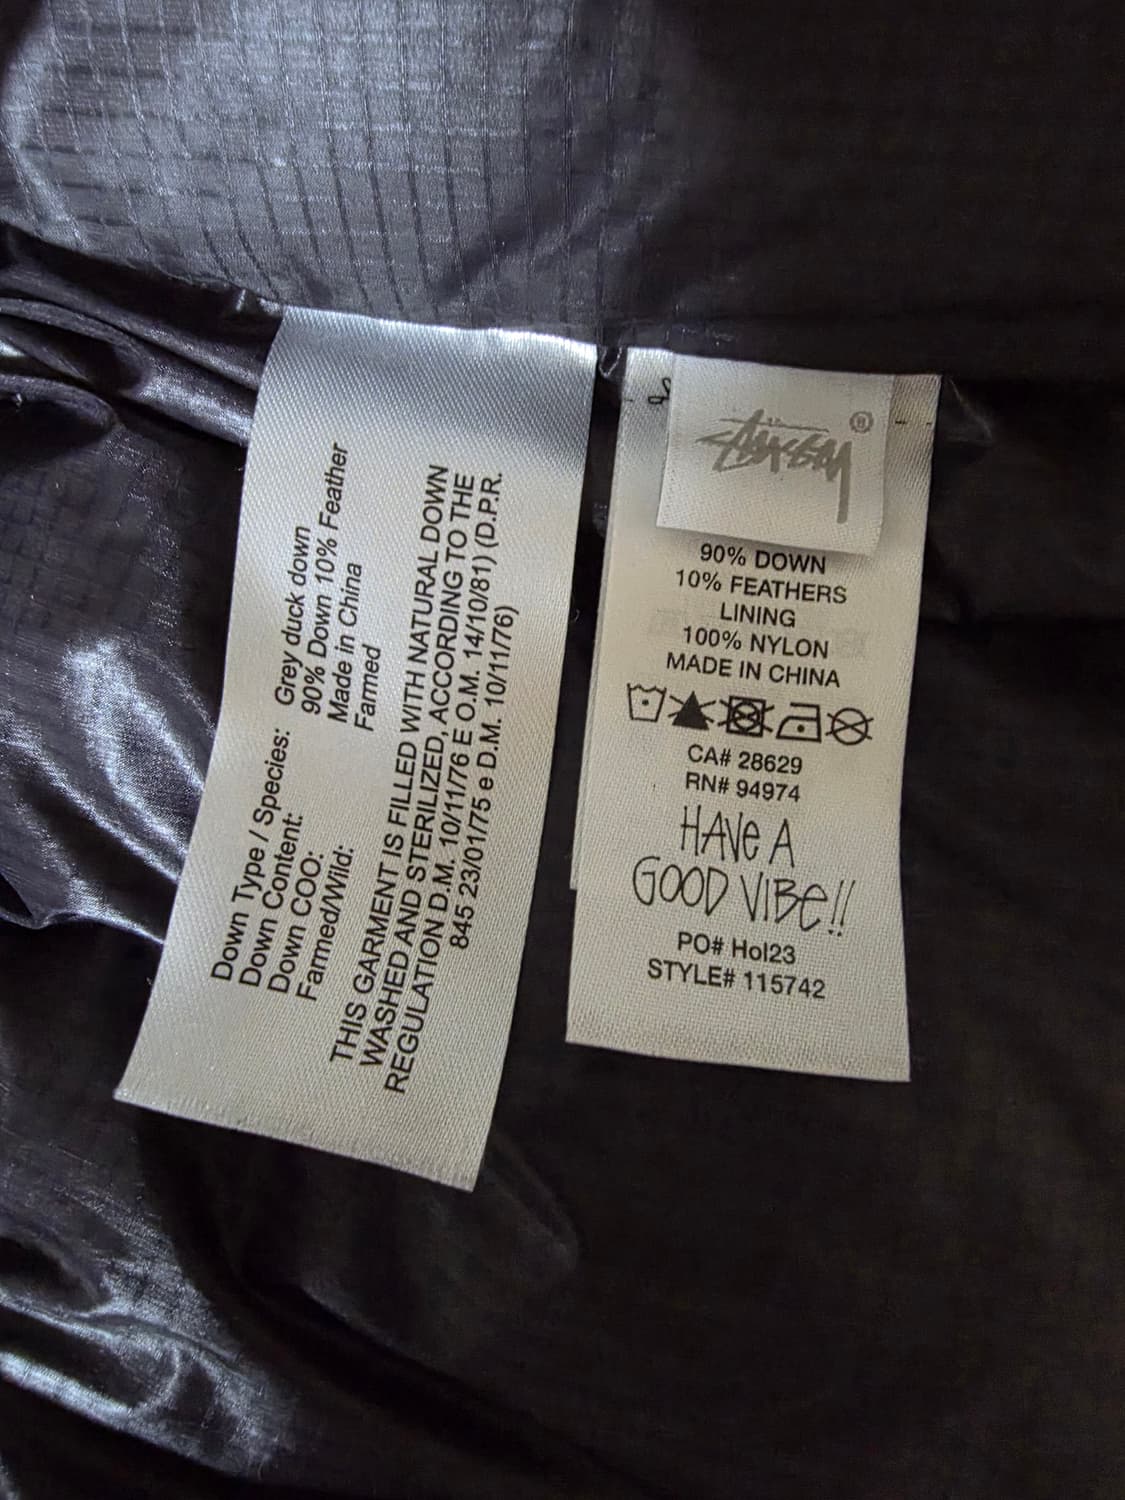 Down Type / Species: Grey duck down
Down Content: 90% Down 10% Feather
Down COO: Made in China
Farmed/Wild: Farmed
THIS GARMENT IS FILLED WITH NATURAL DOWN
WASHED AND STERILIZED, ACCORDING TO THE
REGULATION D.M. 10/11/76 E O.M. 14/10/81) (D.P.R.
845 23/01/75 e D.M. 10/11/76)
STÜSSY ®
90% DOWN
10% FEATHERS
LINING
100% NYLON
MADE IN CHINA
CA# 28629
RN# 94974
HAVE A
GOOD VIBE!!
PO# Hol23
STYLE# 115742